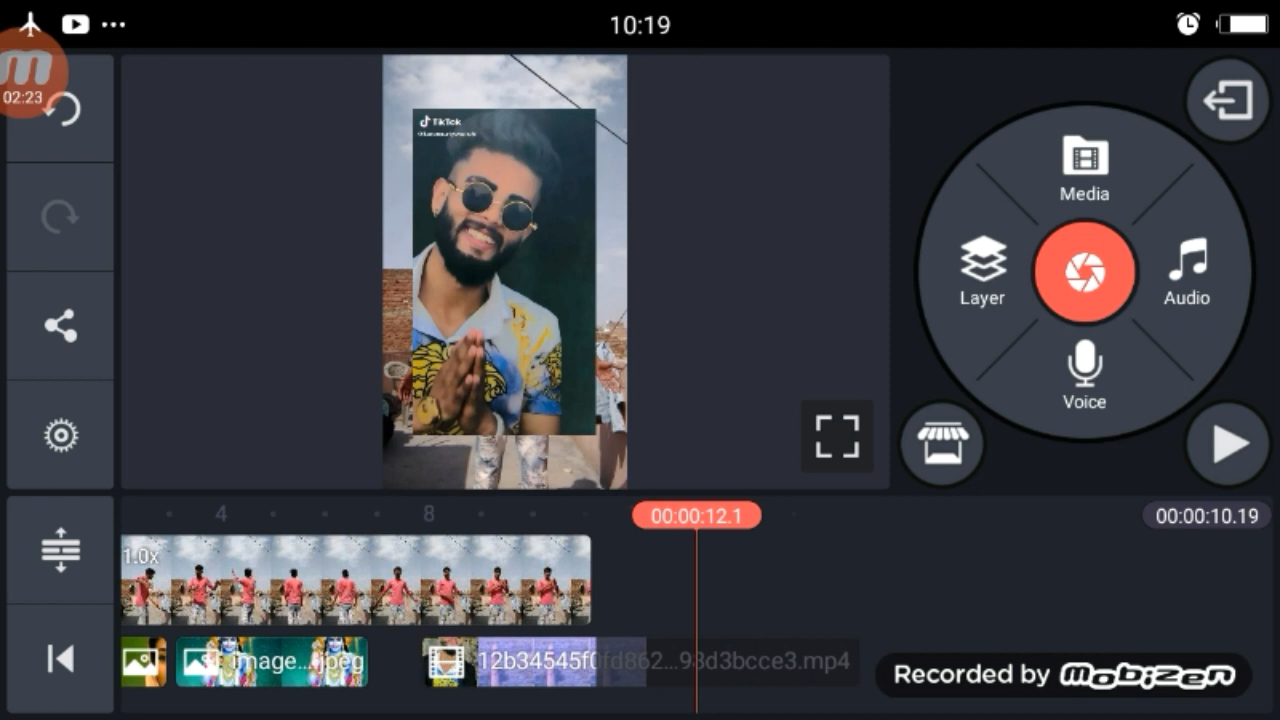 10:19
02:23
TikTok
Media
Layer
Audio
Voice
4
8
00:00:12.1
00:00:10.19
1.0x
image...jpeg
12b34545f0fd862...93d3bcce3.mp4
Recorded by mobizen